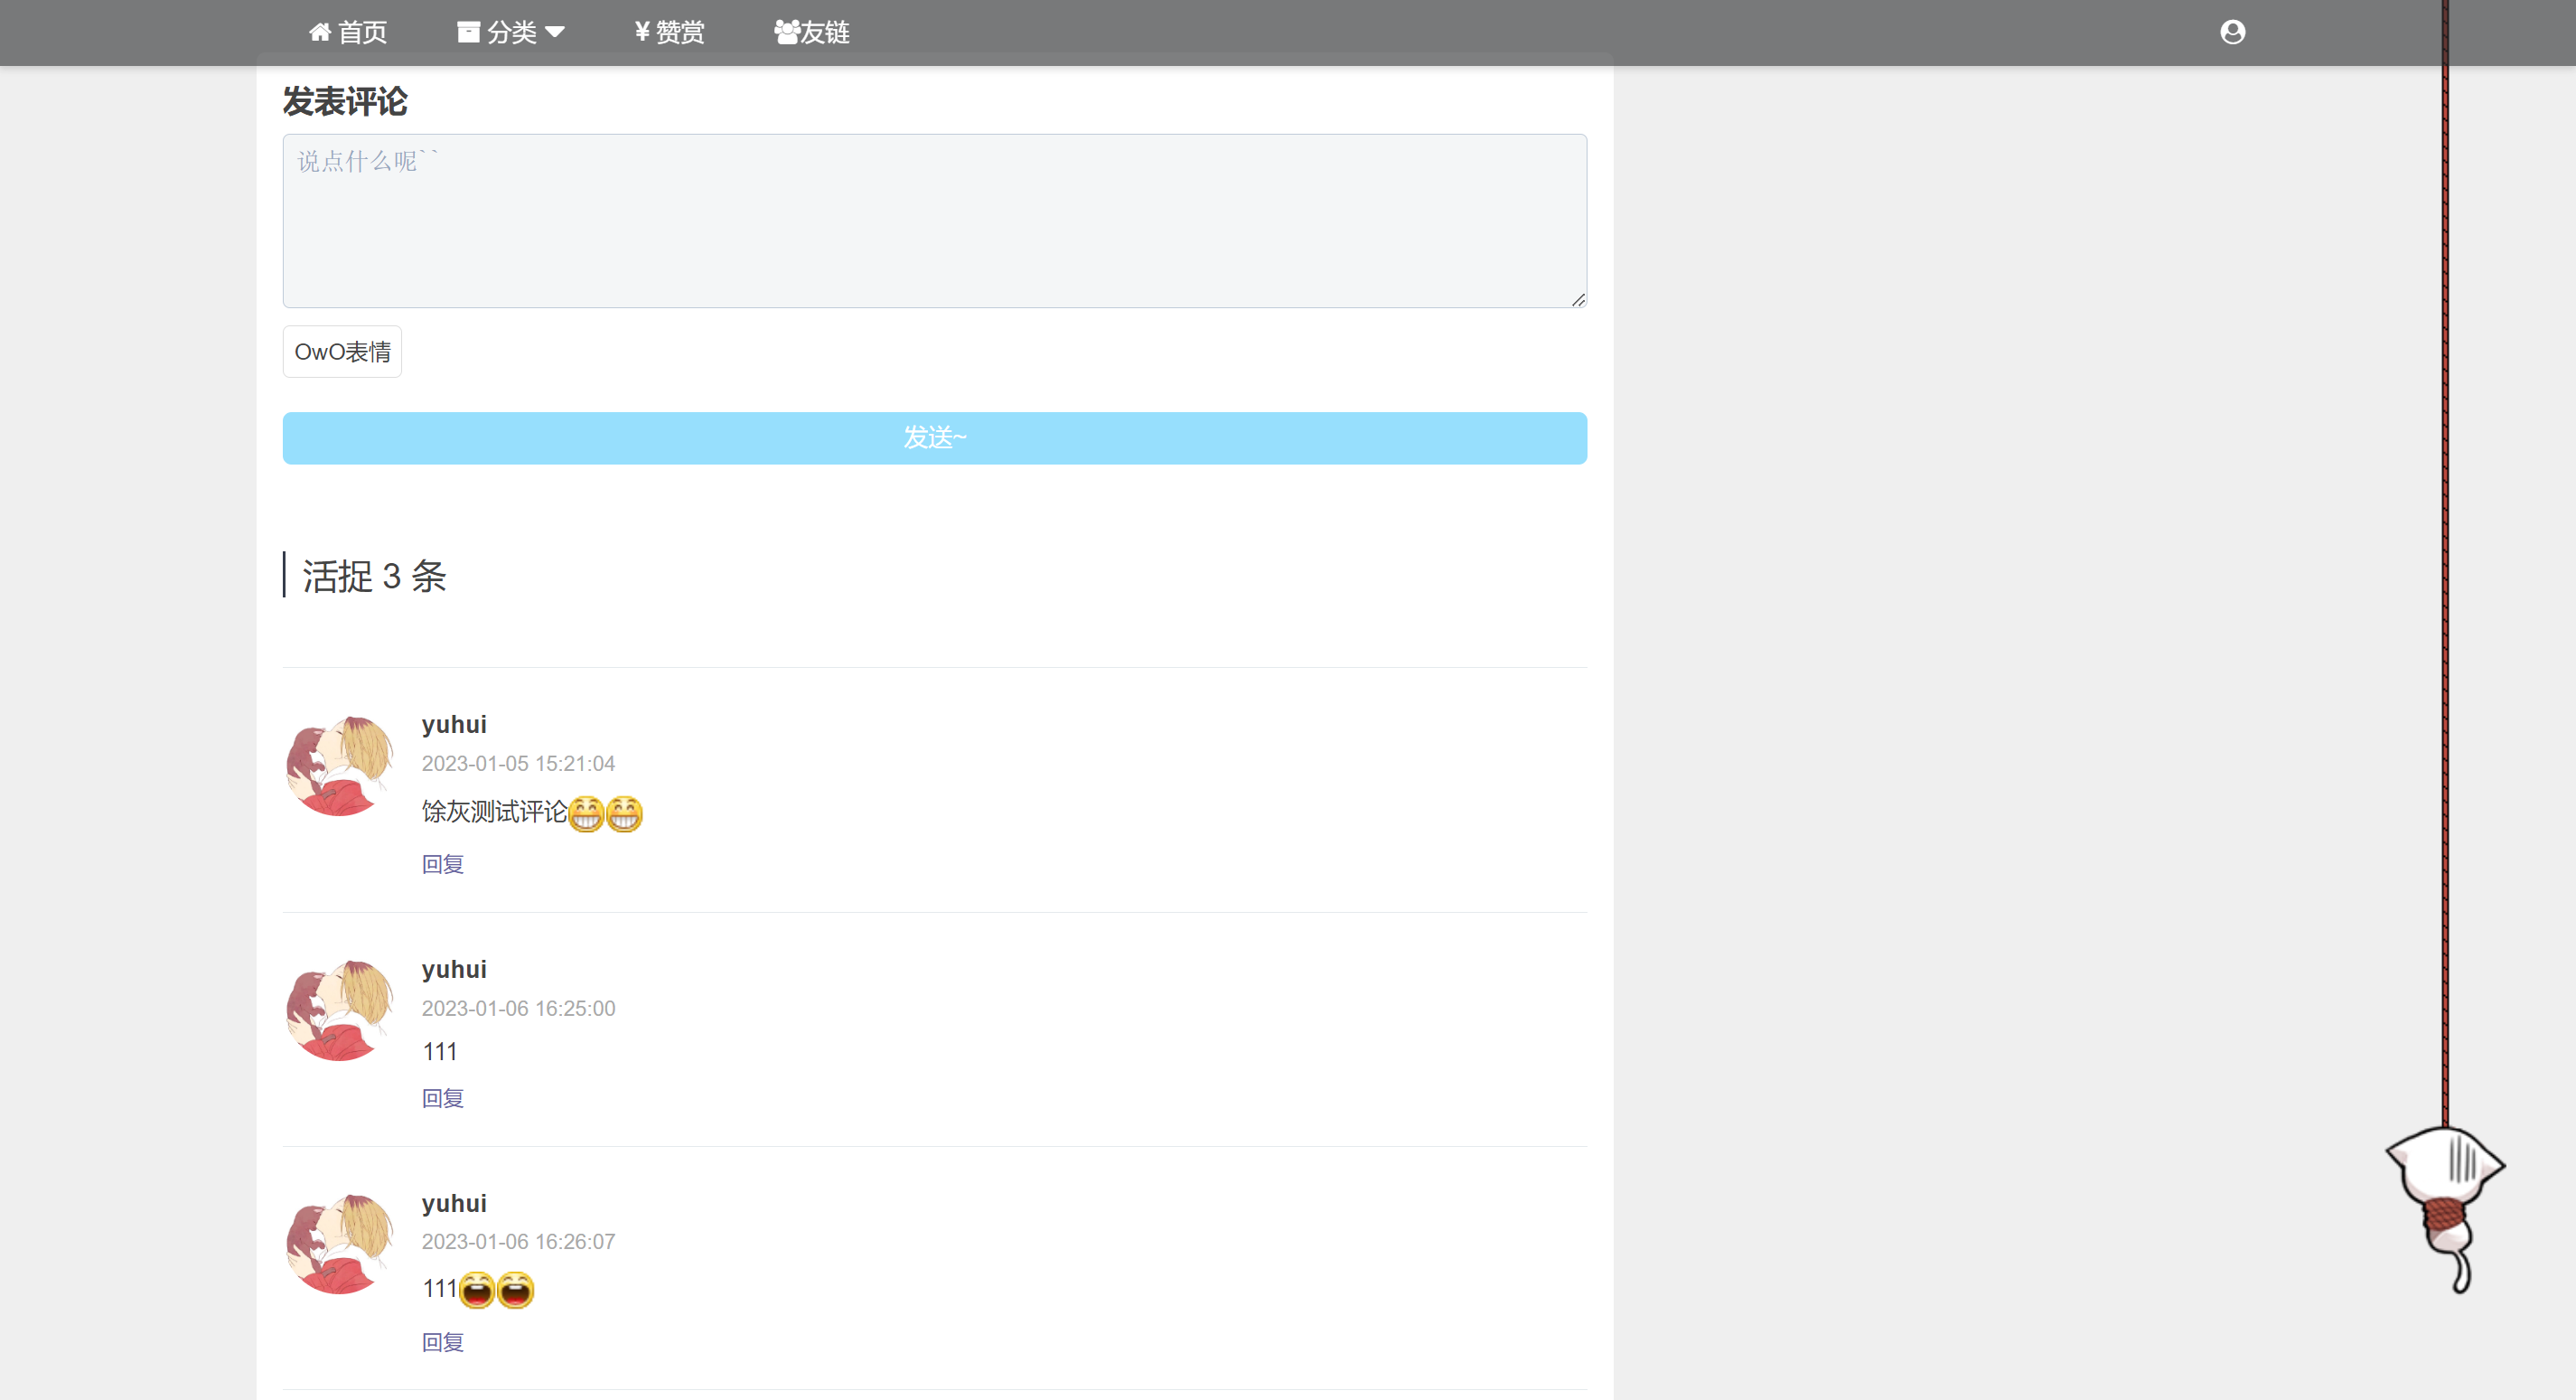 首页 分类 ¥ 赞赏 友链
发表评论
说点什么呢``
OwO表情
发送~
活捉 3 条
yuhui
2023-01-05 15:21:04
馀灰测试评论
回复
yuhui
2023-01-06 16:25:00
111
回复
yuhui
2023-01-06 16:26:07
111
回复